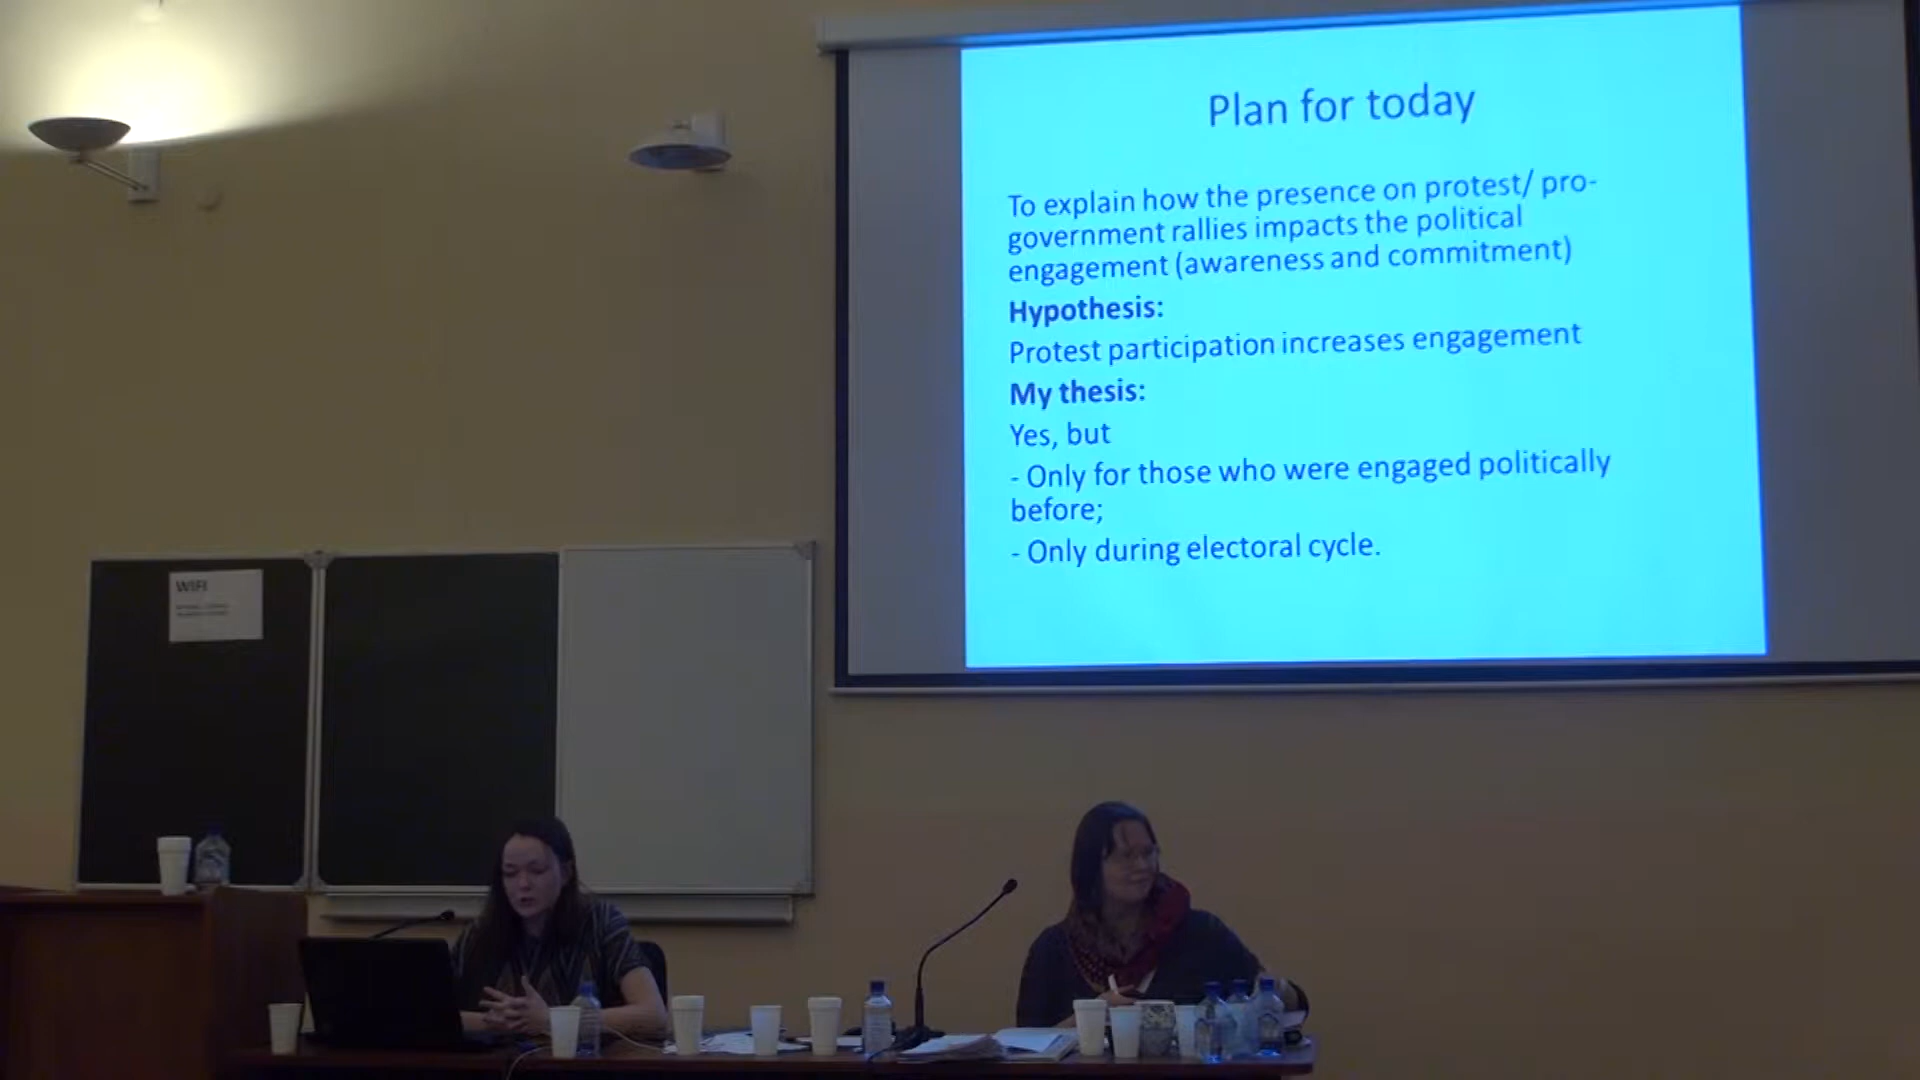 Plan for today
To explain how the presence on protest/ pro-
government rallies impacts the political
engagement (awareness and commitment)
Hypothesis:
Protest participation increases engagement
My thesis:
Yes, but
- Only for those who were engaged politically
before;
- Only during electoral cycle.
WIFI